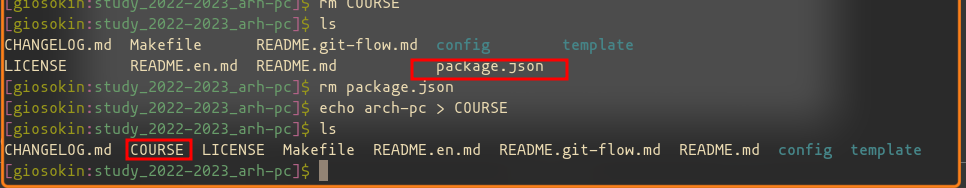 [giosokin:study_2022-2023_arh-pc]$ rm COURSE
[giosokin:study_2022-2023_arh-pc]$ ls
CHANGELOG.md  Makefile      README.git-flow.md  config        template
LICENSE       README.en.md  README.md           package.json
[giosokin:study_2022-2023_arh-pc]$ rm package.json
[giosokin:study_2022-2023_arh-pc]$ echo arch-pc > COURSE
[giosokin:study_2022-2023_arh-pc]$ ls
CHANGELOG.md  COURSE  LICENSE  Makefile  README.en.md  README.git-flow.md  README.md  config  template
[giosokin:study_2022-2023_arh-pc]$